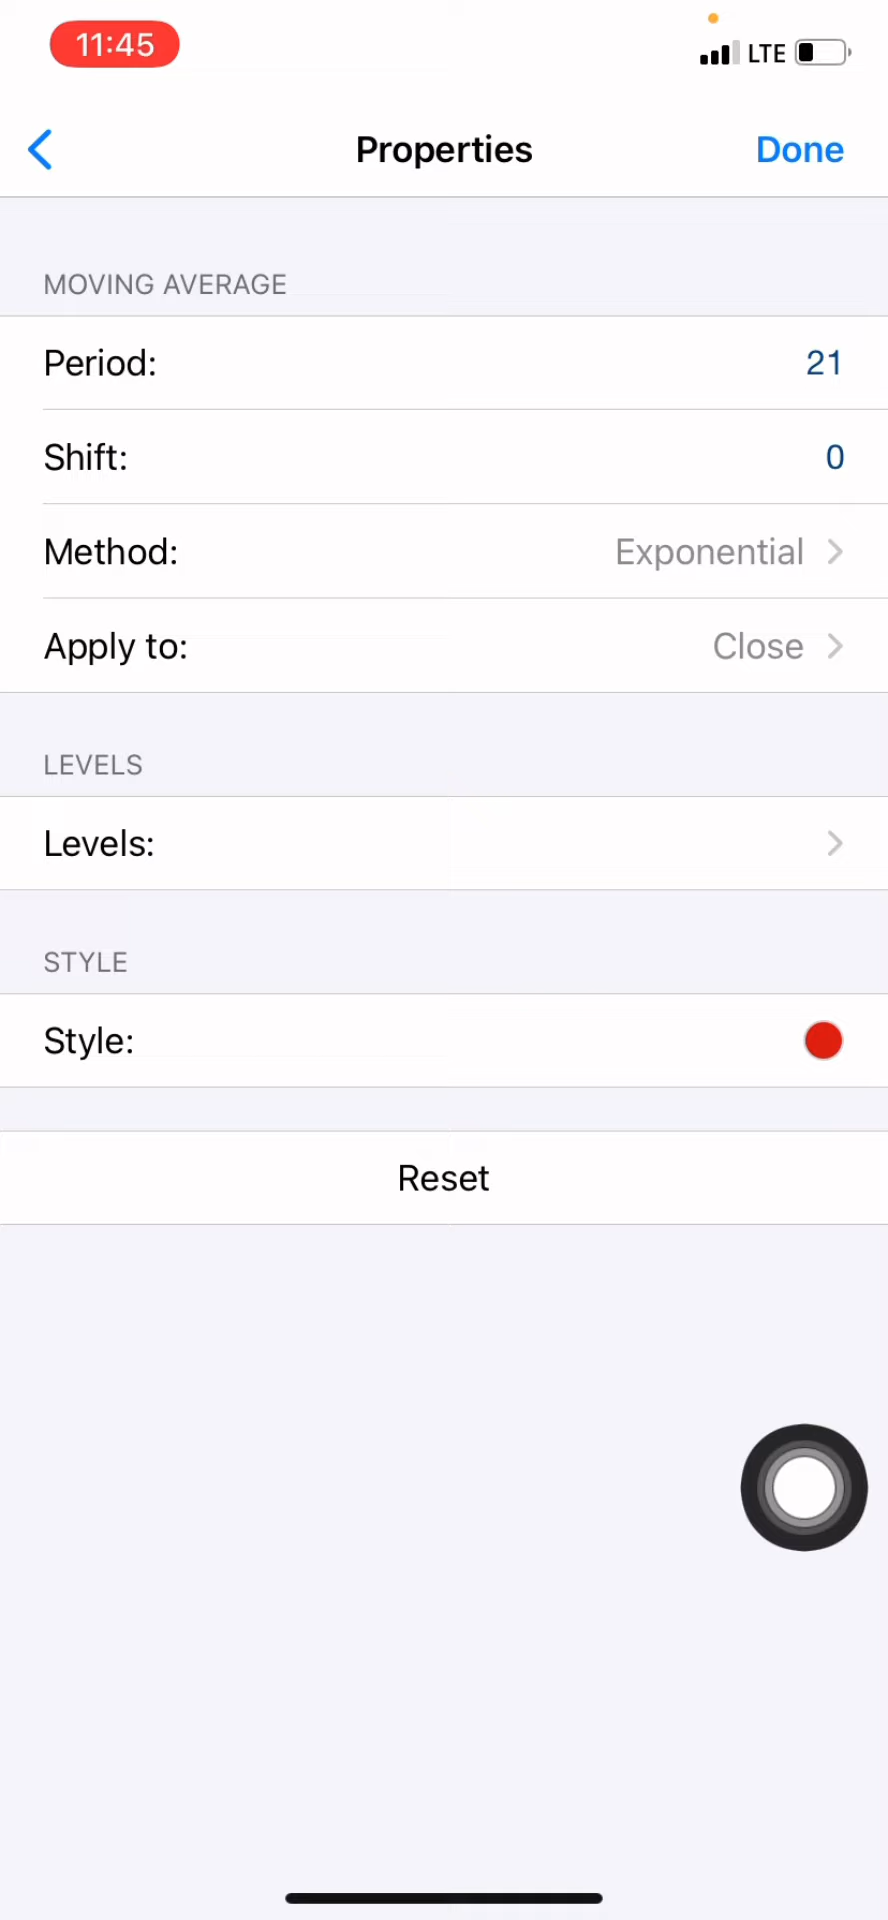 11:45
LTE
Properties
Done
MOVING AVERAGE
Period:
21
Shift:
0
Method:
Exponential
Apply to:
Close
LEVELS
Levels:
STYLE
Style:
Reset